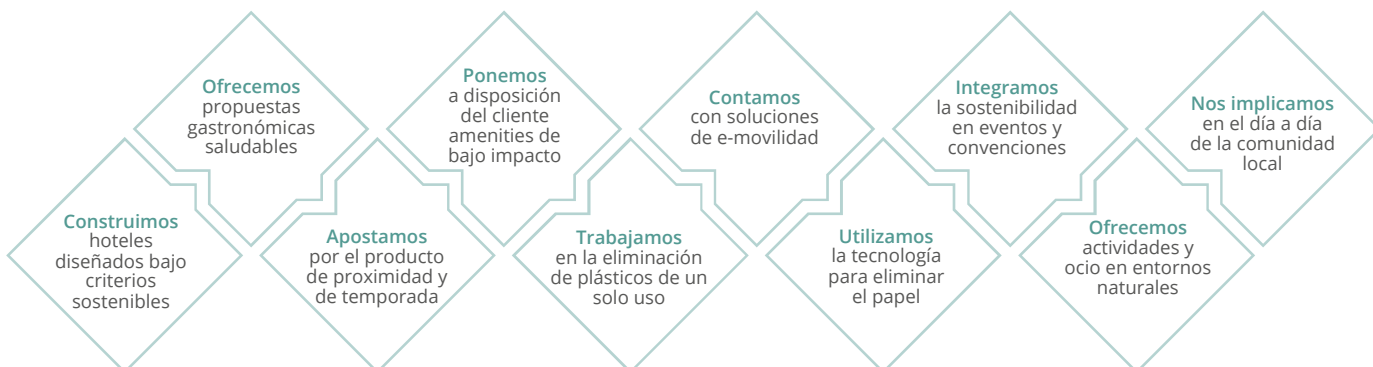 Construimos
hoteles
diseñados bajo
criterios
sostenibles
Ofrecemos
propuestas
gastronómicas
saludables
Apostamos
por el producto
de proximidad y
de temporada
Ponemos
a disposición
del cliente
amenities de
bajo impacto
Trabajamos
en la eliminación
de plásticos de un
solo uso
Contamos
con soluciones
de e-movilidad
Utilizamos
la tecnología
para eliminar
el papel
Integramos
la sostenibilidad
en eventos y
convenciones
Ofrecemos
actividades y
ocio en entornos
naturales
Nos implicamos
en el día a día
de la comunidad
local